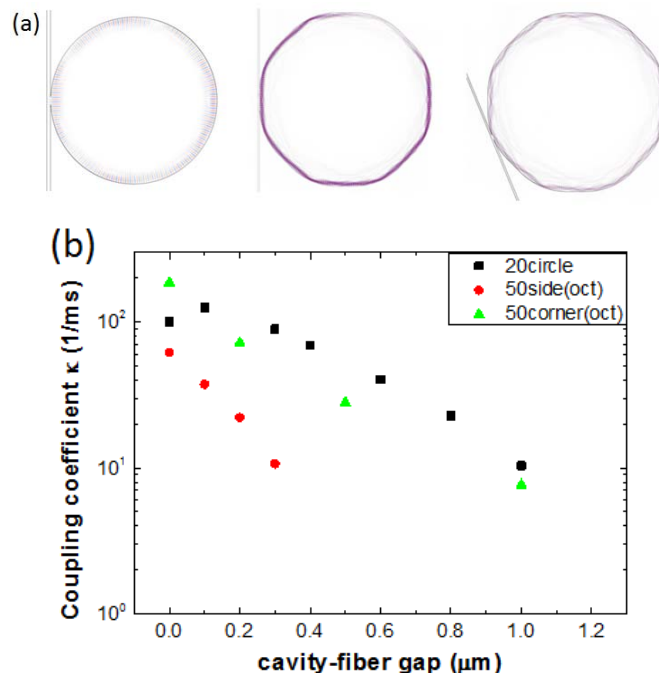 (a)
(b)
20circle
50side(oct)
50corner(oct)
10²
10¹
10⁰
Coupling coefficient κ (1/ms)
0.0 0.2 0.4 0.6 0.8 1.0 1.2
cavity-fiber gap (μm)